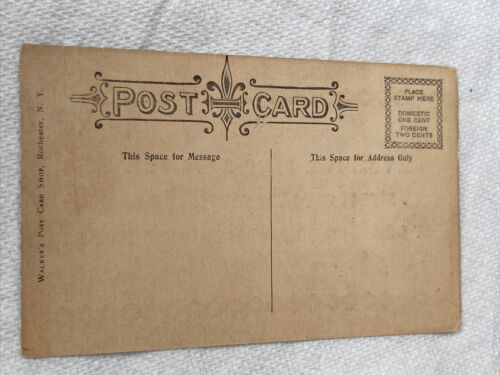 POST CARD
PLACE
STAMP HERE
DOMESTIC
ONE CENT
FOREIGN
TWO CENTS
This Space for Message
This Space for Address Only
WALKER'S POST CARD SHOP, Rochester, N. Y.